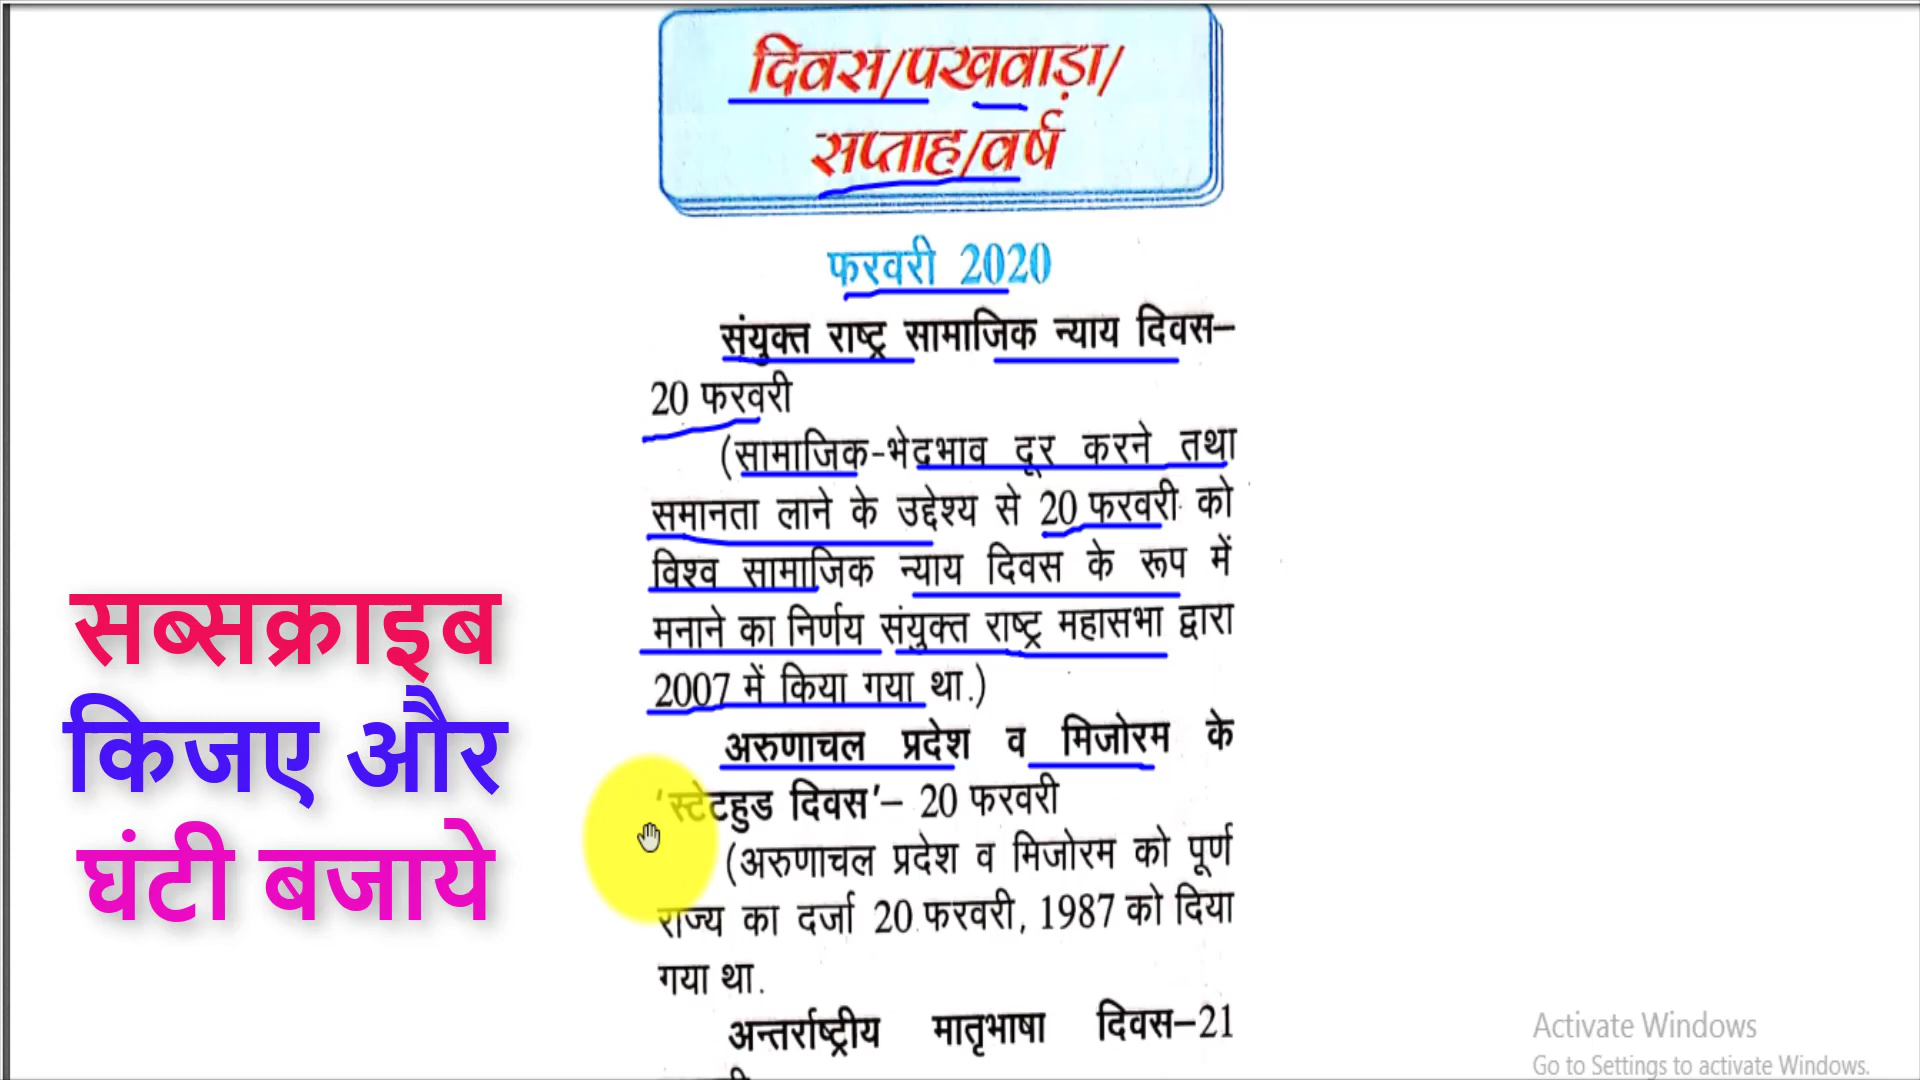 दिवस/पखवाड़ा/
सप्ताह/वर्ष
फरवरी 2020
संयुक्त राष्ट्र सामाजिक न्याय दिवस–
20 फरवरी
(सामाजिक-भेदभाव दूर करने तथा
समानता लाने के उद्देश्य से 20 फरवरी को
विश्व सामाजिक न्याय दिवस के रूप में
मनाने का निर्णय संयुक्त राष्ट्र महासभा द्वारा
2007 में किया गया था.)
अरुणाचल प्रदेश व मिजोरम के
'स्टेटहुड दिवस'– 20 फरवरी
(अरुणाचल प्रदेश व मिजोरम को पूर्ण
राज्य का दर्जा 20 फरवरी, 1987 को दिया
गया था.
अन्तर्राष्ट्रीय मातृभाषा दिवस–21
सब्सक्राइब
किजए और
घंटी बजाये
Activate Windows
Go to Settings to activate Windows.